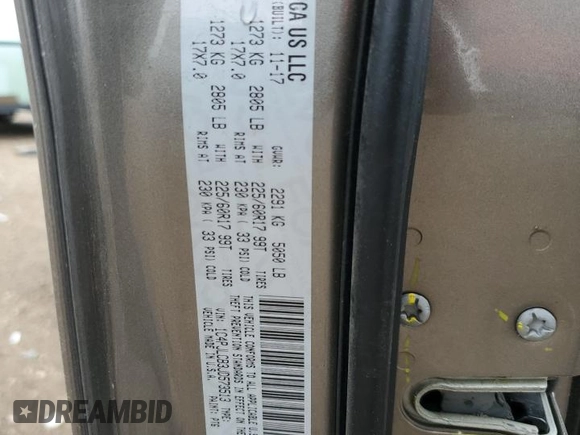 CA US LLC
(BUILT): 11-17
GVWR: 2291 KG 5050 LB
1273 KG 2805 LB WITH 225/60R17 99T TIRES
17X7.0 RIMS AT 230 KPA ( 33 PSI) COLD
1273 KG 2805 LB WITH 225/60R17 99T TIRES
17X7.0 RIMS AT 230 KPA ( 33 PSI) COLD
THIS VEHICLE CONFORMS TO ALL APPLICABLE U.S
THEFT PREVENTION STANDARDS IN EFFECT ON THE
VIN: TYPE:
VEHICLE MADE IN U.S.A. PAINT:
DREAMBID